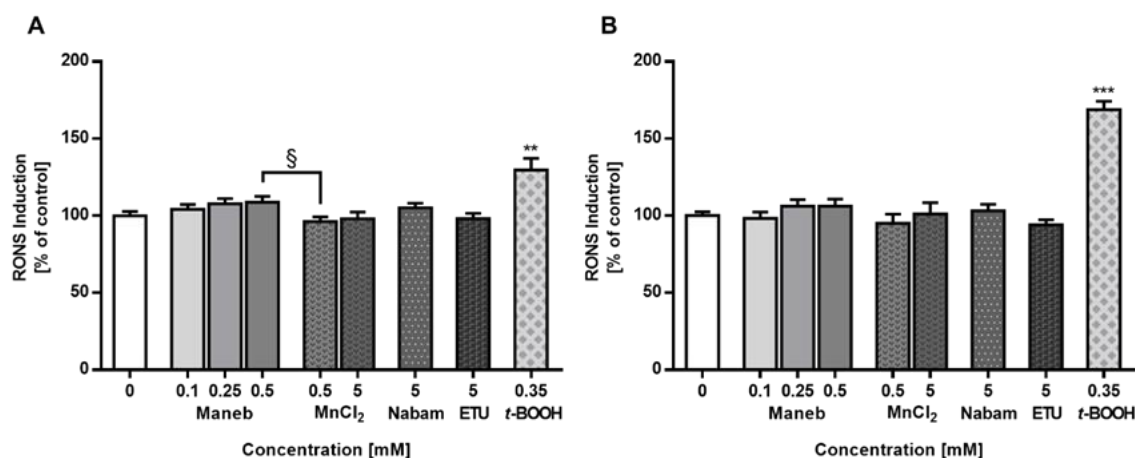 A
RONS Induction
[% of control]
200
150
100
50
0
§
**
0 0.1 0.25 0.5 0.5 5 5 5 0.35
Maneb MnCl₂ Nabam ETU t-BOOH
Concentration [mM]
B
RONS Induction
[% of control]
200
150
100
50
0
***
0 0.1 0.25 0.5 0.5 5 5 5 0.35
Maneb MnCl₂ Nabam ETU t-BOOH
Concentration [mM]